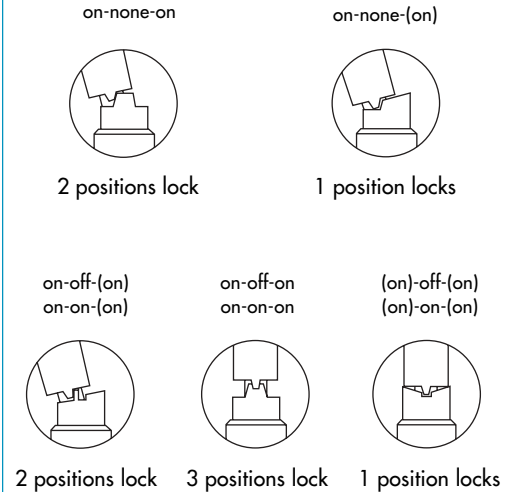 on-none-on
on-none-(on)
2 positions lock
1 position locks
on-off-(on)
on-on-(on)
on-off-on
on-on-on
(on)-off-(on)
(on)-on-(on)
2 positions lock
3 positions lock
1 position locks